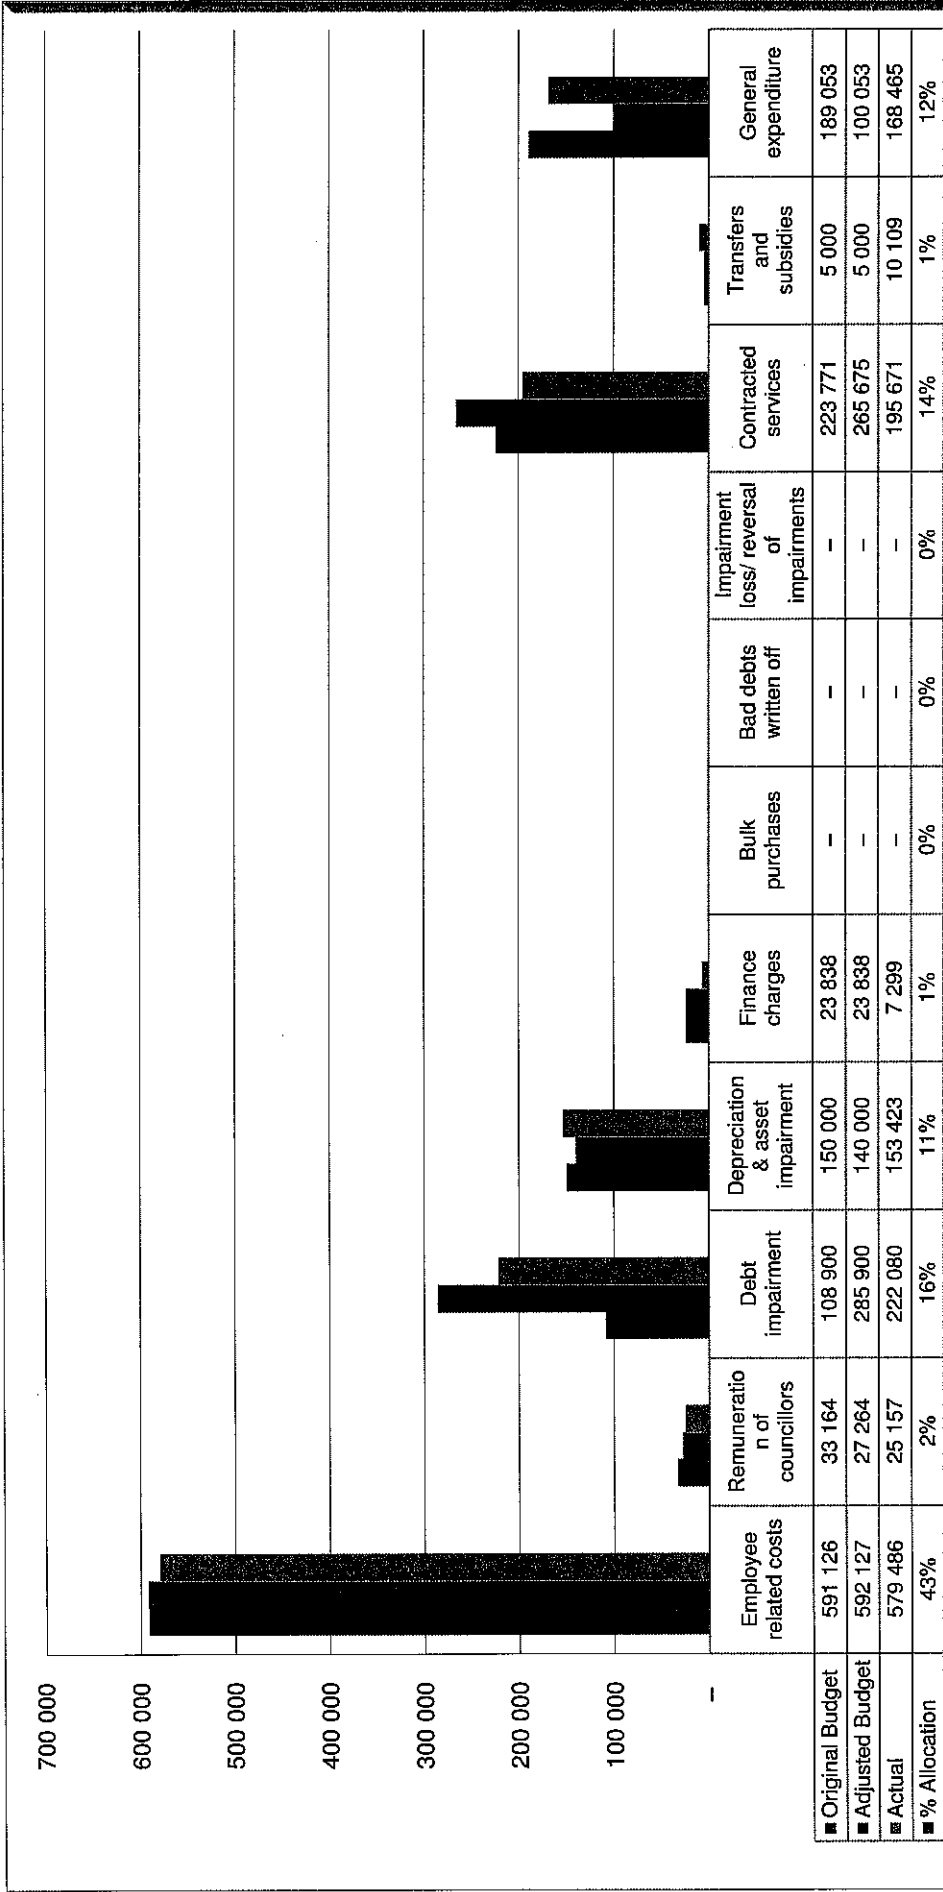 700 000
600 000
500 000
400 000
300 000
200 000
100 000
–
Employee related costs
Remuneratio n of councillors
Debt impairment
Depreciation & asset impairment
Finance charges
Bulk purchases
Bad debts written off
Impairment loss/ reversal of impairments
Contracted services
Transfers and subsidies
General expenditure
Original Budget 591 126 33 164 108 900 150 000 23 838 – – – 223 771 5 000 189 053
Adjusted Budget 592 127 27 264 285 900 140 000 23 838 – – – 265 675 5 000 100 053
Actual 579 486 25 157 222 080 153 423 7 299 – – – 195 671 10 109 168 465
% Allocation 43% 2% 16% 11% 1% 0% 0% 0% 14% 1% 12%